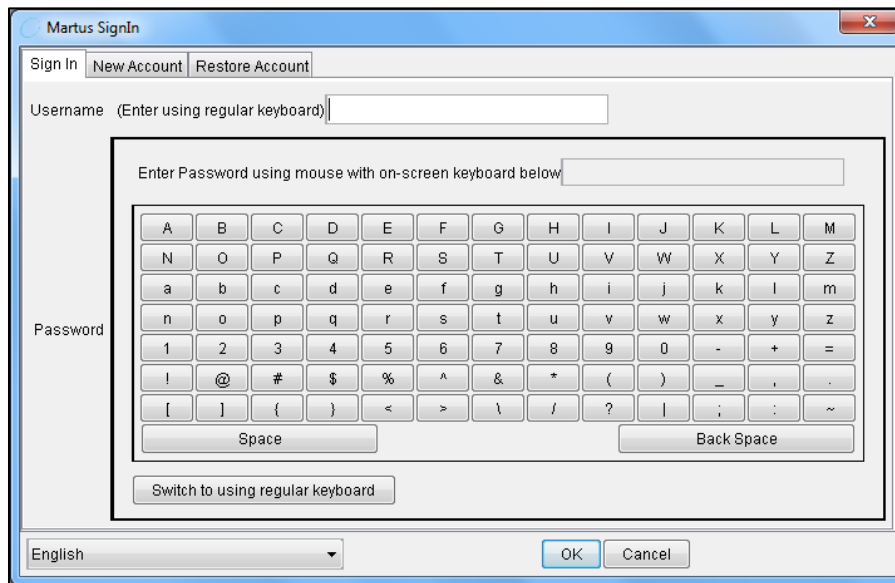 Martus SignIn
Sign In New Account Restore Account
Username (Enter using regular keyboard)
Enter Password using mouse with on-screen keyboard below
Password
A B C D E F G H I J K L M
N O P Q R S T U V W X Y Z
a b c d e f g h i j k l m
n o p q r s t u v w x y z
1 2 3 4 5 6 7 8 9 0 - + =
! @ # $ % ^ & * ( ) _ , .
[ ] { } < > \ / ? | ; : ~
Space Back Space
Switch to using regular keyboard
English OK Cancel